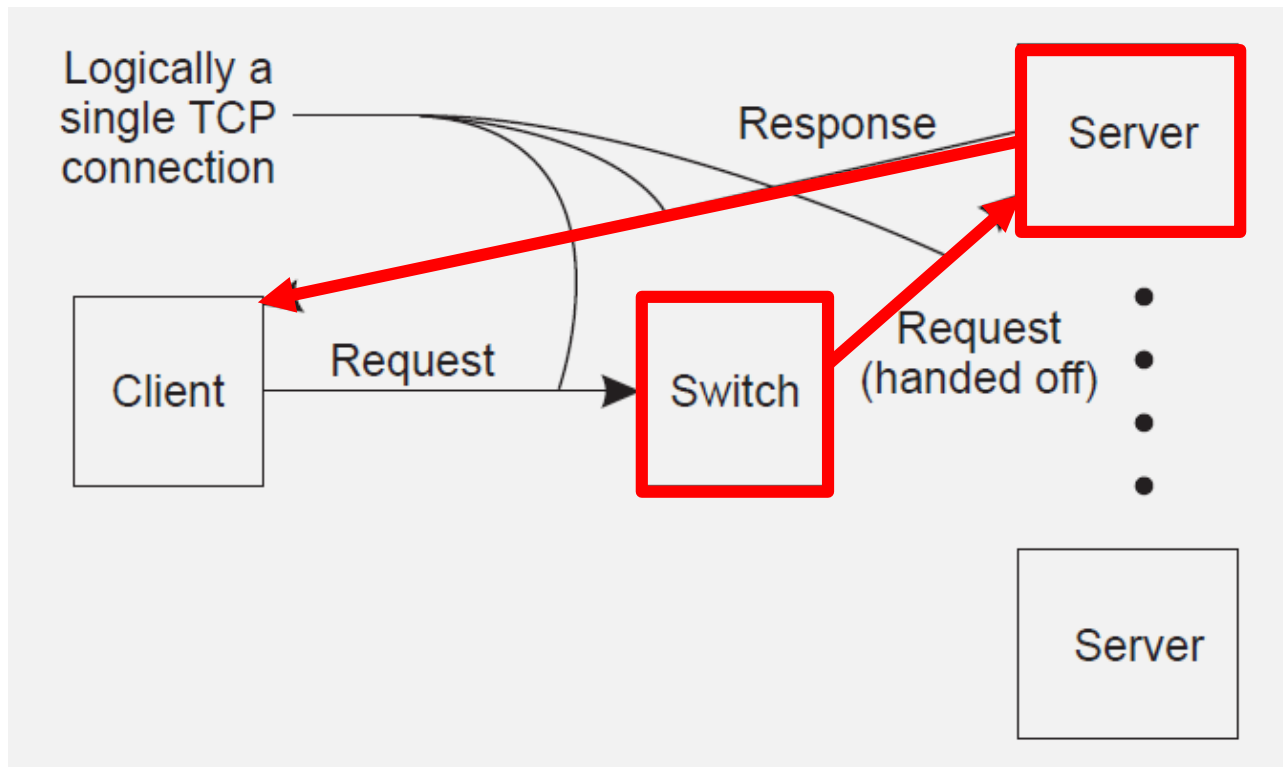 Logically a
single TCP
connection
Response
Server
Request
Client
Switch
Request
(handed off)
Server